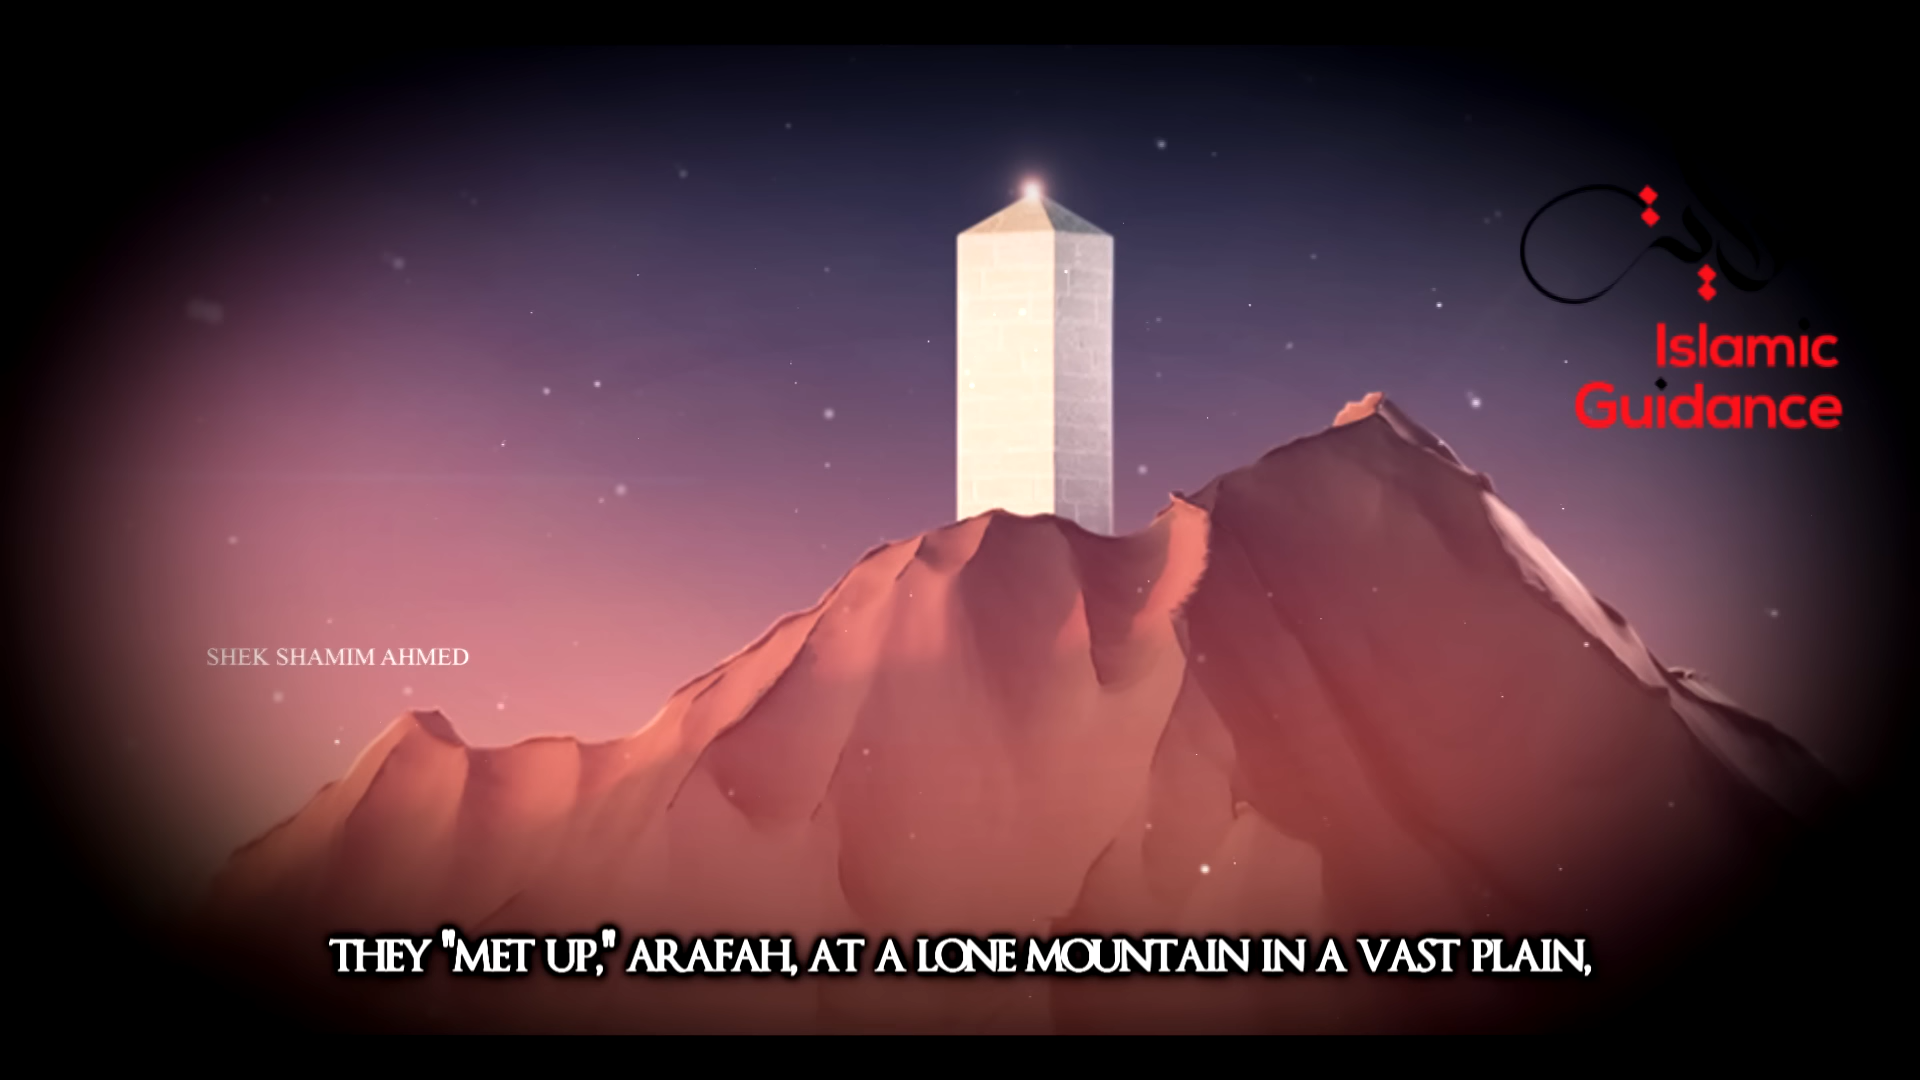 Islamic
Guidance
SHEK SHAMIM AHMED
THEY "MET UP," ARAFAH, AT A LONE MOUNTAIN IN A VAST PLAIN,